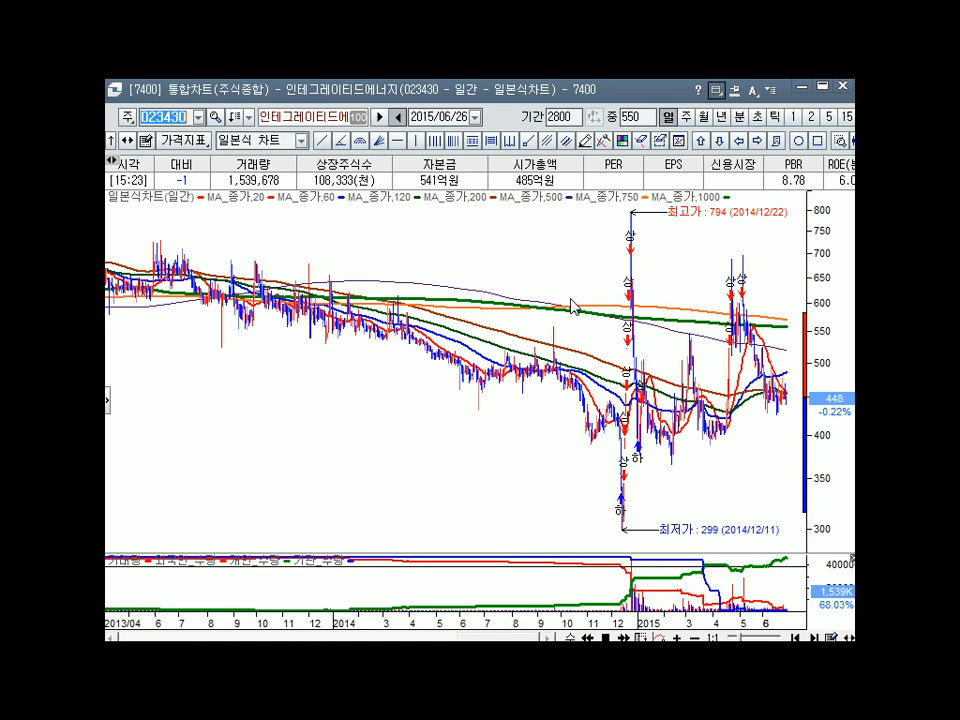 [7400] 통합차트(주식종합) - 인테그레이티드에너지(023430 - 일간 - 일본식차트) - 7400
주 023430 인테그레이티드에 100 2015/06/26 기간 2800 중 550 일 주 월 년 분 초 틱 1 2 5 15
가격지표 일본식 차트
시각 대비 거래량 상장주식수 자본금 시가총액 PER EPS 신용시장 PBR ROE(분
[15:23] -1 1,539,678 108,333(천) 541억원 485억원 8.78 6.0
일본식차트(일간) MA_종가,20 MA_종가,60 MA_종가,120 MA_종가,200 MA_종가,500 MA_종가,750 MA_종가,1000
최고가 : 794 (2014/12/22)
800
750
700
650
600
550
500
448
-0.22%
400
350
300
상
상
상
상
상
상
상
상
상
하
하
최저가 : 299 (2014/12/11)
40000
1,539K
68.03%
2013/04 6 7 8 9 10 11 12 2014 3 4 5 6 7 8 9 10 11 12 2015 3 4 5 6
수 1:1